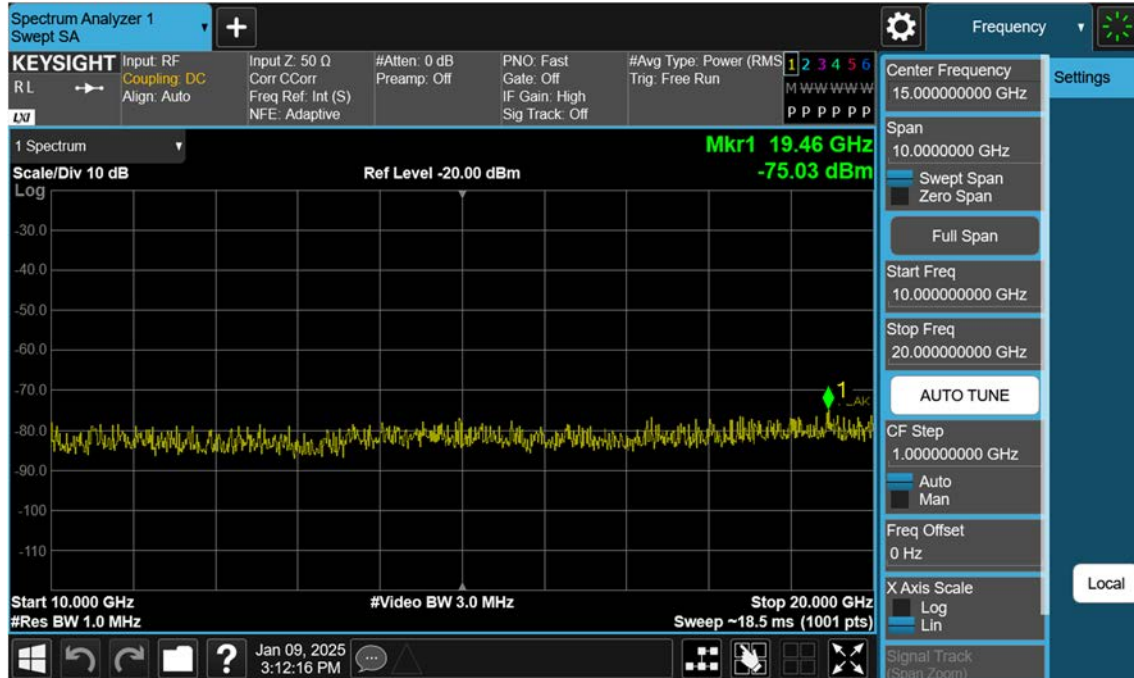 Spectrum Analyzer 1
Swept SA
+
Frequency
KEYSIGHT
R L
LXI
Input: RF
Coupling: DC
Align: Auto
Input Z: 50 Ω
Corr CCorr
Freq Ref: Int (S)
NFE: Adaptive
#Atten: 0 dB
Preamp: Off
PNO: Fast
Gate: Off
IF Gain: High
Sig Track: Off
#Avg Type: Power (RMS
Trig: Free Run
1 2 3 4 5 6
M W W W W W
P P P P P P
1 Spectrum
Mkr1 19.46 GHz
-75.03 dBm
Scale/Div 10 dB
Ref Level -20.00 dBm
Log
-30.0
-40.0
-50.0
-60.0
-70.0
-80.0
-90.0
-100
-110
1
Start 10.000 GHz
#Video BW 3.0 MHz
Stop 20.000 GHz
#Res BW 1.0 MHz
Sweep ~18.5 ms (1001 pts)
?
Jan 09, 2025
3:12:16 PM
Center Frequency
15.000000000 GHz
Settings
Span
10.0000000 GHz
Swept Span
Zero Span
Full Span
Start Freq
10.000000000 GHz
Stop Freq
20.000000000 GHz
AUTO TUNE
CF Step
1.000000000 GHz
Auto
Man
Freq Offset
0 Hz
X Axis Scale
Log
Lin
Local
Signal Track
(Span Zoom)